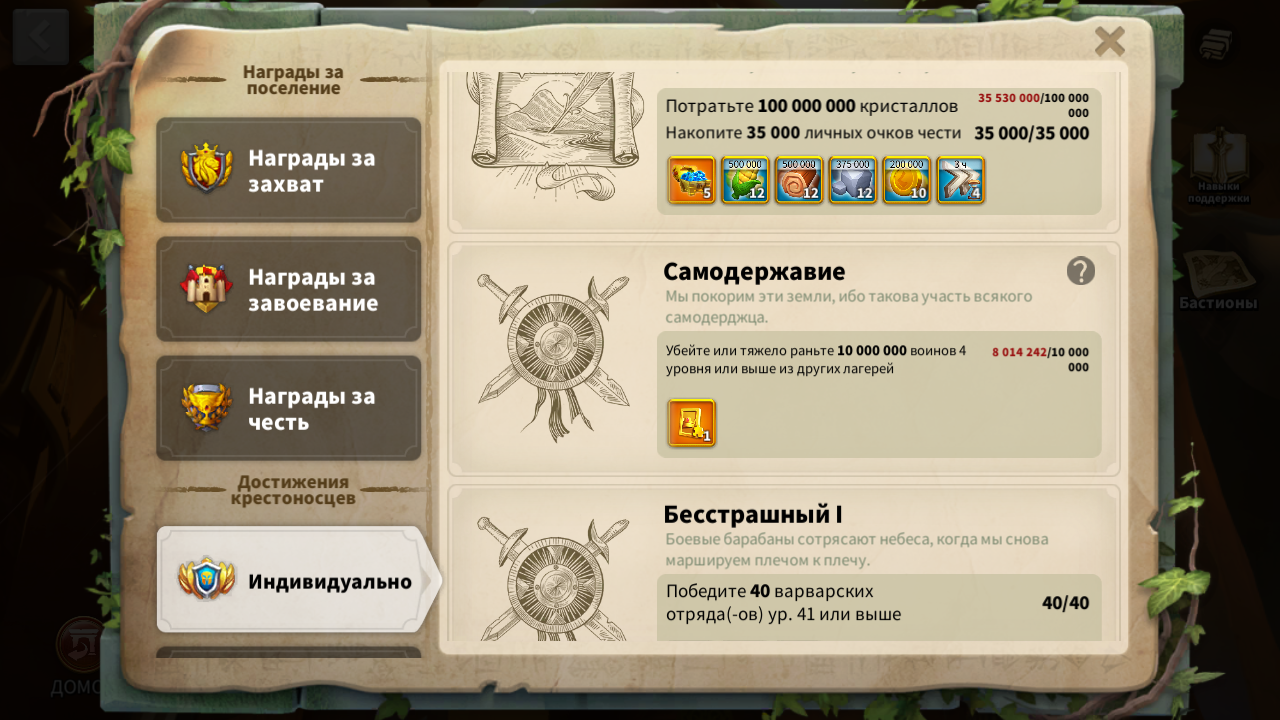 Награды за
поселение
Награды за
захват
Награды за
завоевание
Награды за
честь
Достижения
крестоносцев
Индивидуально
Потратьте 100 000 000 кристаллов
35 530 000/100 000
000
Накопите 35 000 личных очков чести
35 000/35 000
5
500 000
12
500 000
12
375 000
12
200 000
10
3 ч
4
Самодержавие
?
Мы покорим эти земли, ибо такова участь всякого
самодерджца.
Убейте или тяжело раньте 10 000 000 воинов 4
уровня или выше из других лагерей
8 014 242/10 000
000
1
Бесстрашный I
Боевые барабаны сотрясают небеса, когда мы снова
маршируем плечом к плечу.
Победите 40 варварских
отряда(-ов) ур. 41 или выше
40/40
Навыки
поддержки
Бастионы